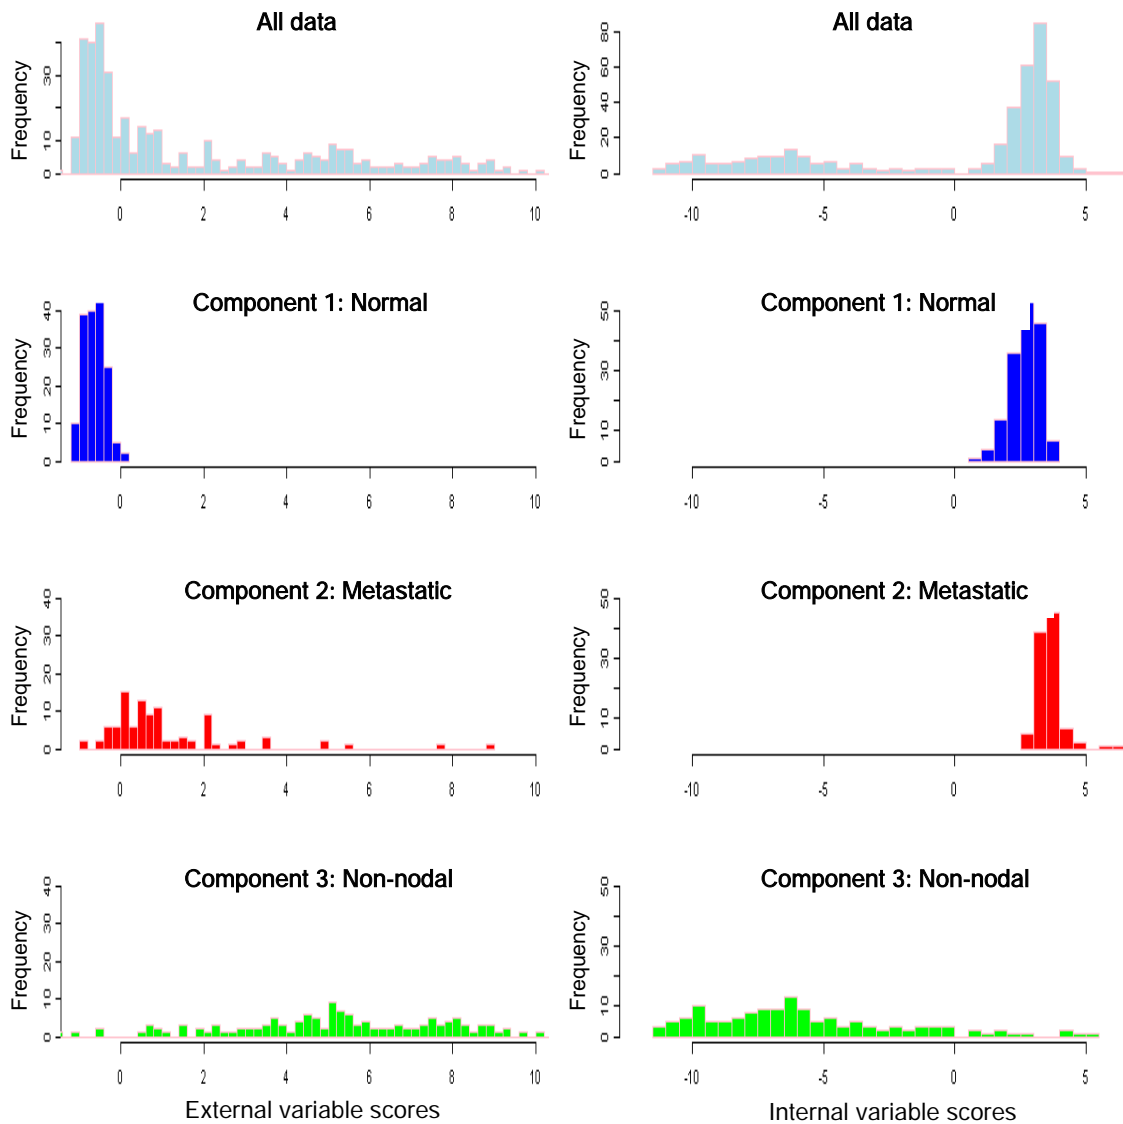 All data
Frequency
10
30
0 2 4 6 8 10
All data
Frequency
0 20 40 60 80
-10 -5 0 5
Component 1: Normal
Frequency
0 10 20 30 40
0 2 4 6 8 10
Component 1: Normal
Frequency
0 10 30 50
-10 -5 0 5
Component 2: Metastatic
Frequency
0 10 20 30 40
0 2 4 6 8 10
Component 2: Metastatic
Frequency
0 10 30 50
-10 -5 0 5
Component 3: Non-nodal
Frequency
0 10 20 30 40
0 2 4 6 8 10
External variable scores
Component 3: Non-nodal
Frequency
0 10 30 50
-10 -5 0 5
Internal variable scores